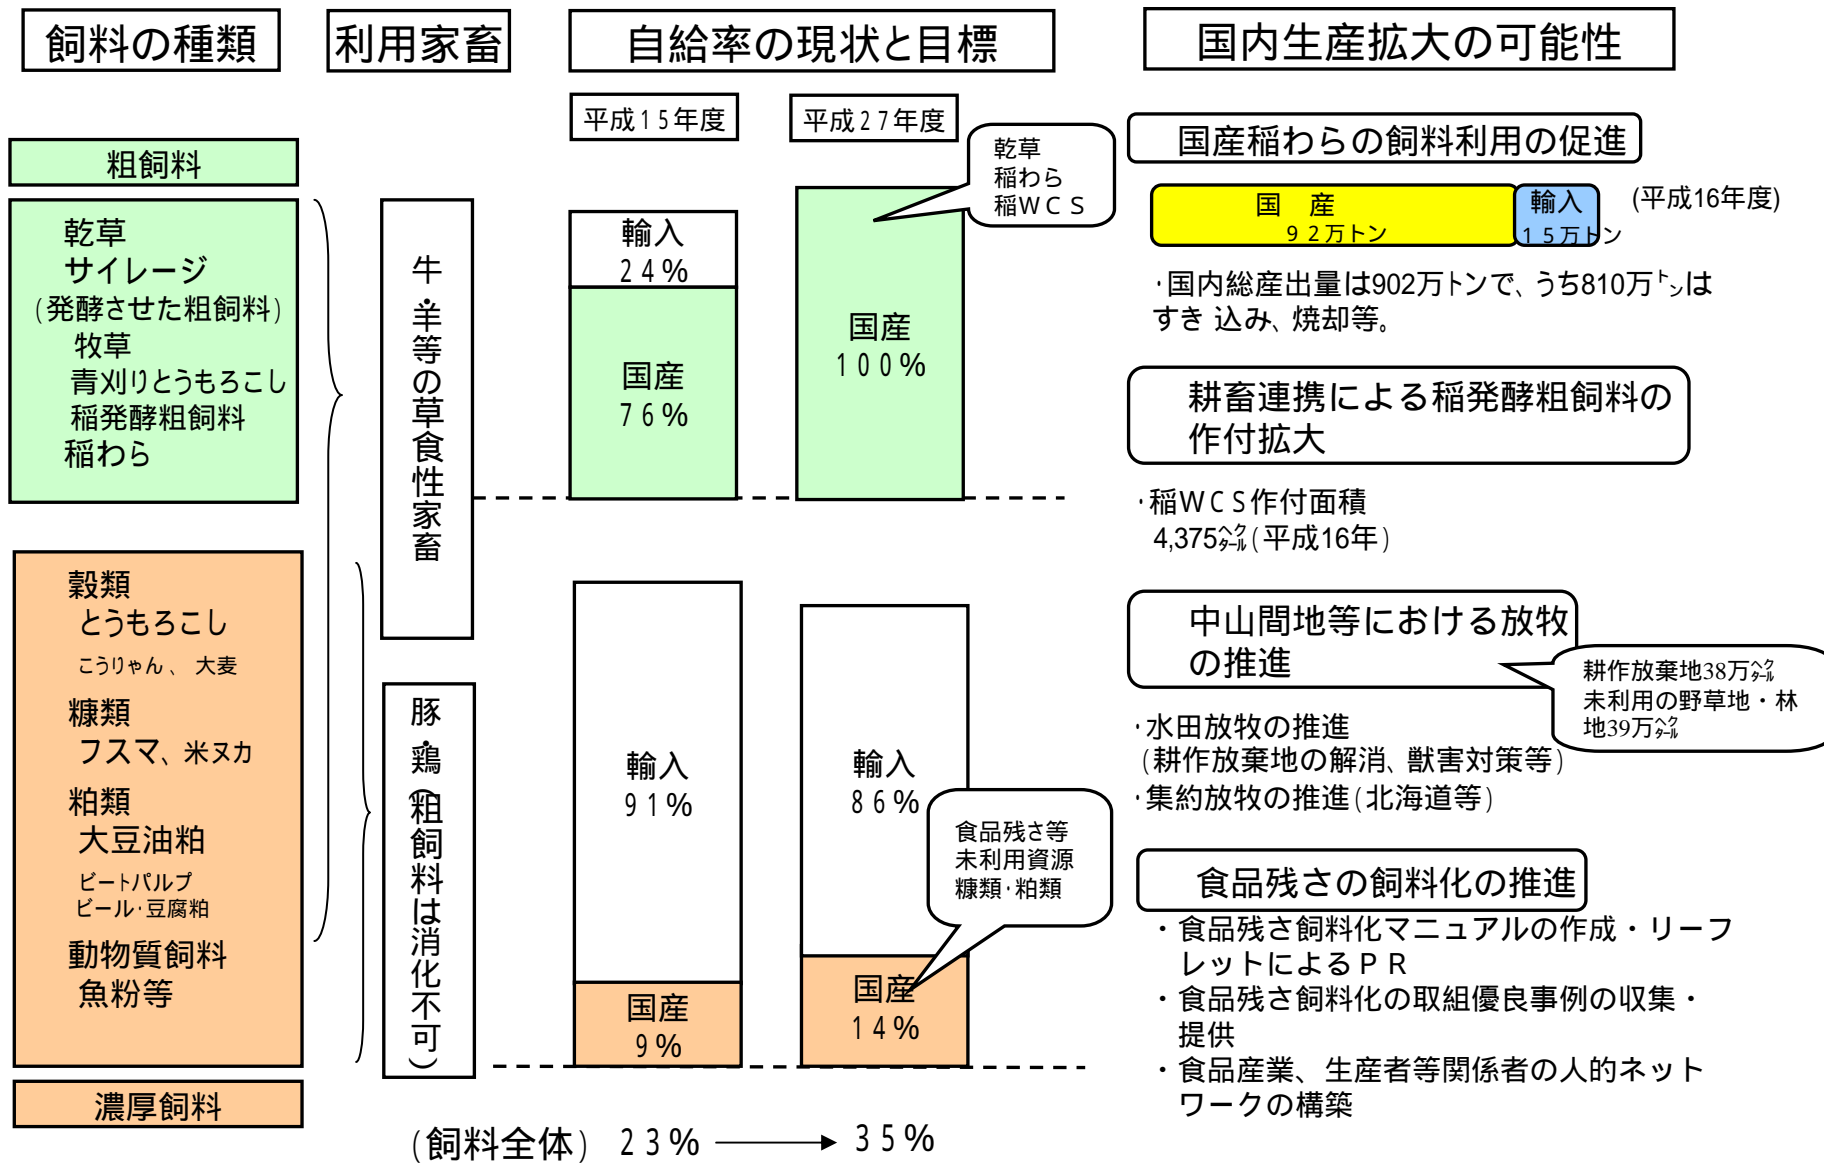 飼料の種類
利用家畜
自給率の現状と目標
国内生産拡大の可能性
粗飼料
乾草
サイレージ
(発酵させた粗飼料)
牧草
青刈りとうもろこし
稲発酵粗飼料
稲わら
穀類
とうもろこし
こうりゃん、大麦
糠類
フスマ、米ヌカ
粕類
大豆油粕
ビートパルプ
ビール・豆腐粕
動物質飼料
魚粉等
濃厚飼料
牛・羊等の草食性家畜
豚・鶏(粗飼料は消化不可)
平成15年度
平成27年度
輸入
24%
国産
76%
国産
100%
乾草
稲わら
稲WCS
輸入
91%
国産
9%
輸入
86%
国産
14%
食品残さ等
未利用資源
糠類・粕類
(飼料全体) 23% → 35%
国産稲わらの飼料利用の促進
国 産
92万トン
輸入
15万トン
(平成16年度)
・国内総産出量は902万トンで、うち810万トンは
すき 込み、焼却等。
耕畜連携による稲発酵粗飼料の
作付拡大
・稲WCS作付面積
4,375ヘクタール(平成16年)
中山間地等における放牧
の推進
耕作放棄地38万ヘクタール
未利用の野草地・林
地39万ヘクタール
・水田放牧の推進
(耕作放棄地の解消、獣害対策等)
・集約放牧の推進(北海道等)
食品残さの飼料化の推進
・食品残さ飼料化マニュアルの作成・リーフ
レットによるPR
・食品残さ飼料化の取組優良事例の収集・
提供
・食品産業、生産者等関係者の人的ネット
ワークの構築